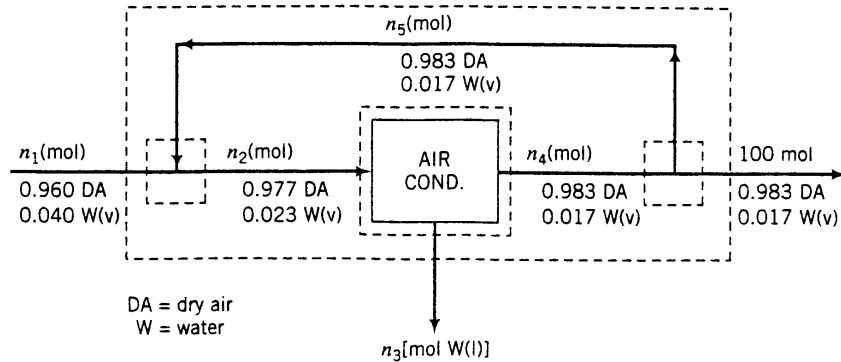 n₅(mol)
0.983 DA
0.017 W(v)
n₁(mol)
0.960 DA
0.040 W(v)
n₂(mol)
0.977 DA
0.023 W(v)
AIR
COND.
n₄(mol)
0.983 DA
0.017 W(v)
100 mol
0.983 DA
0.017 W(v)
DA = dry air
W = water
n₃[mol W(l)]